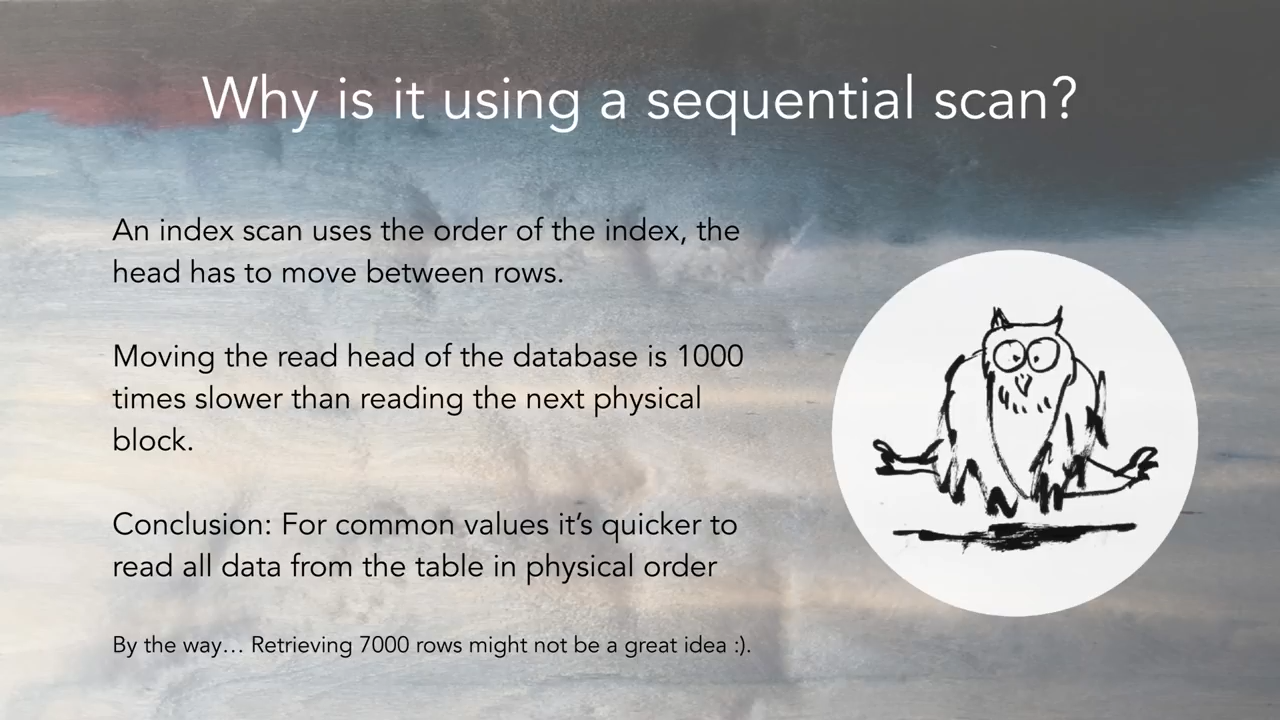 Why is it using a sequential scan?
An index scan uses the order of the index, the
head has to move between rows.
Moving the read head of the database is 1000
times slower than reading the next physical
block.
Conclusion: For common values it’s quicker to
read all data from the table in physical order
By the way… Retrieving 7000 rows might not be a great idea :).